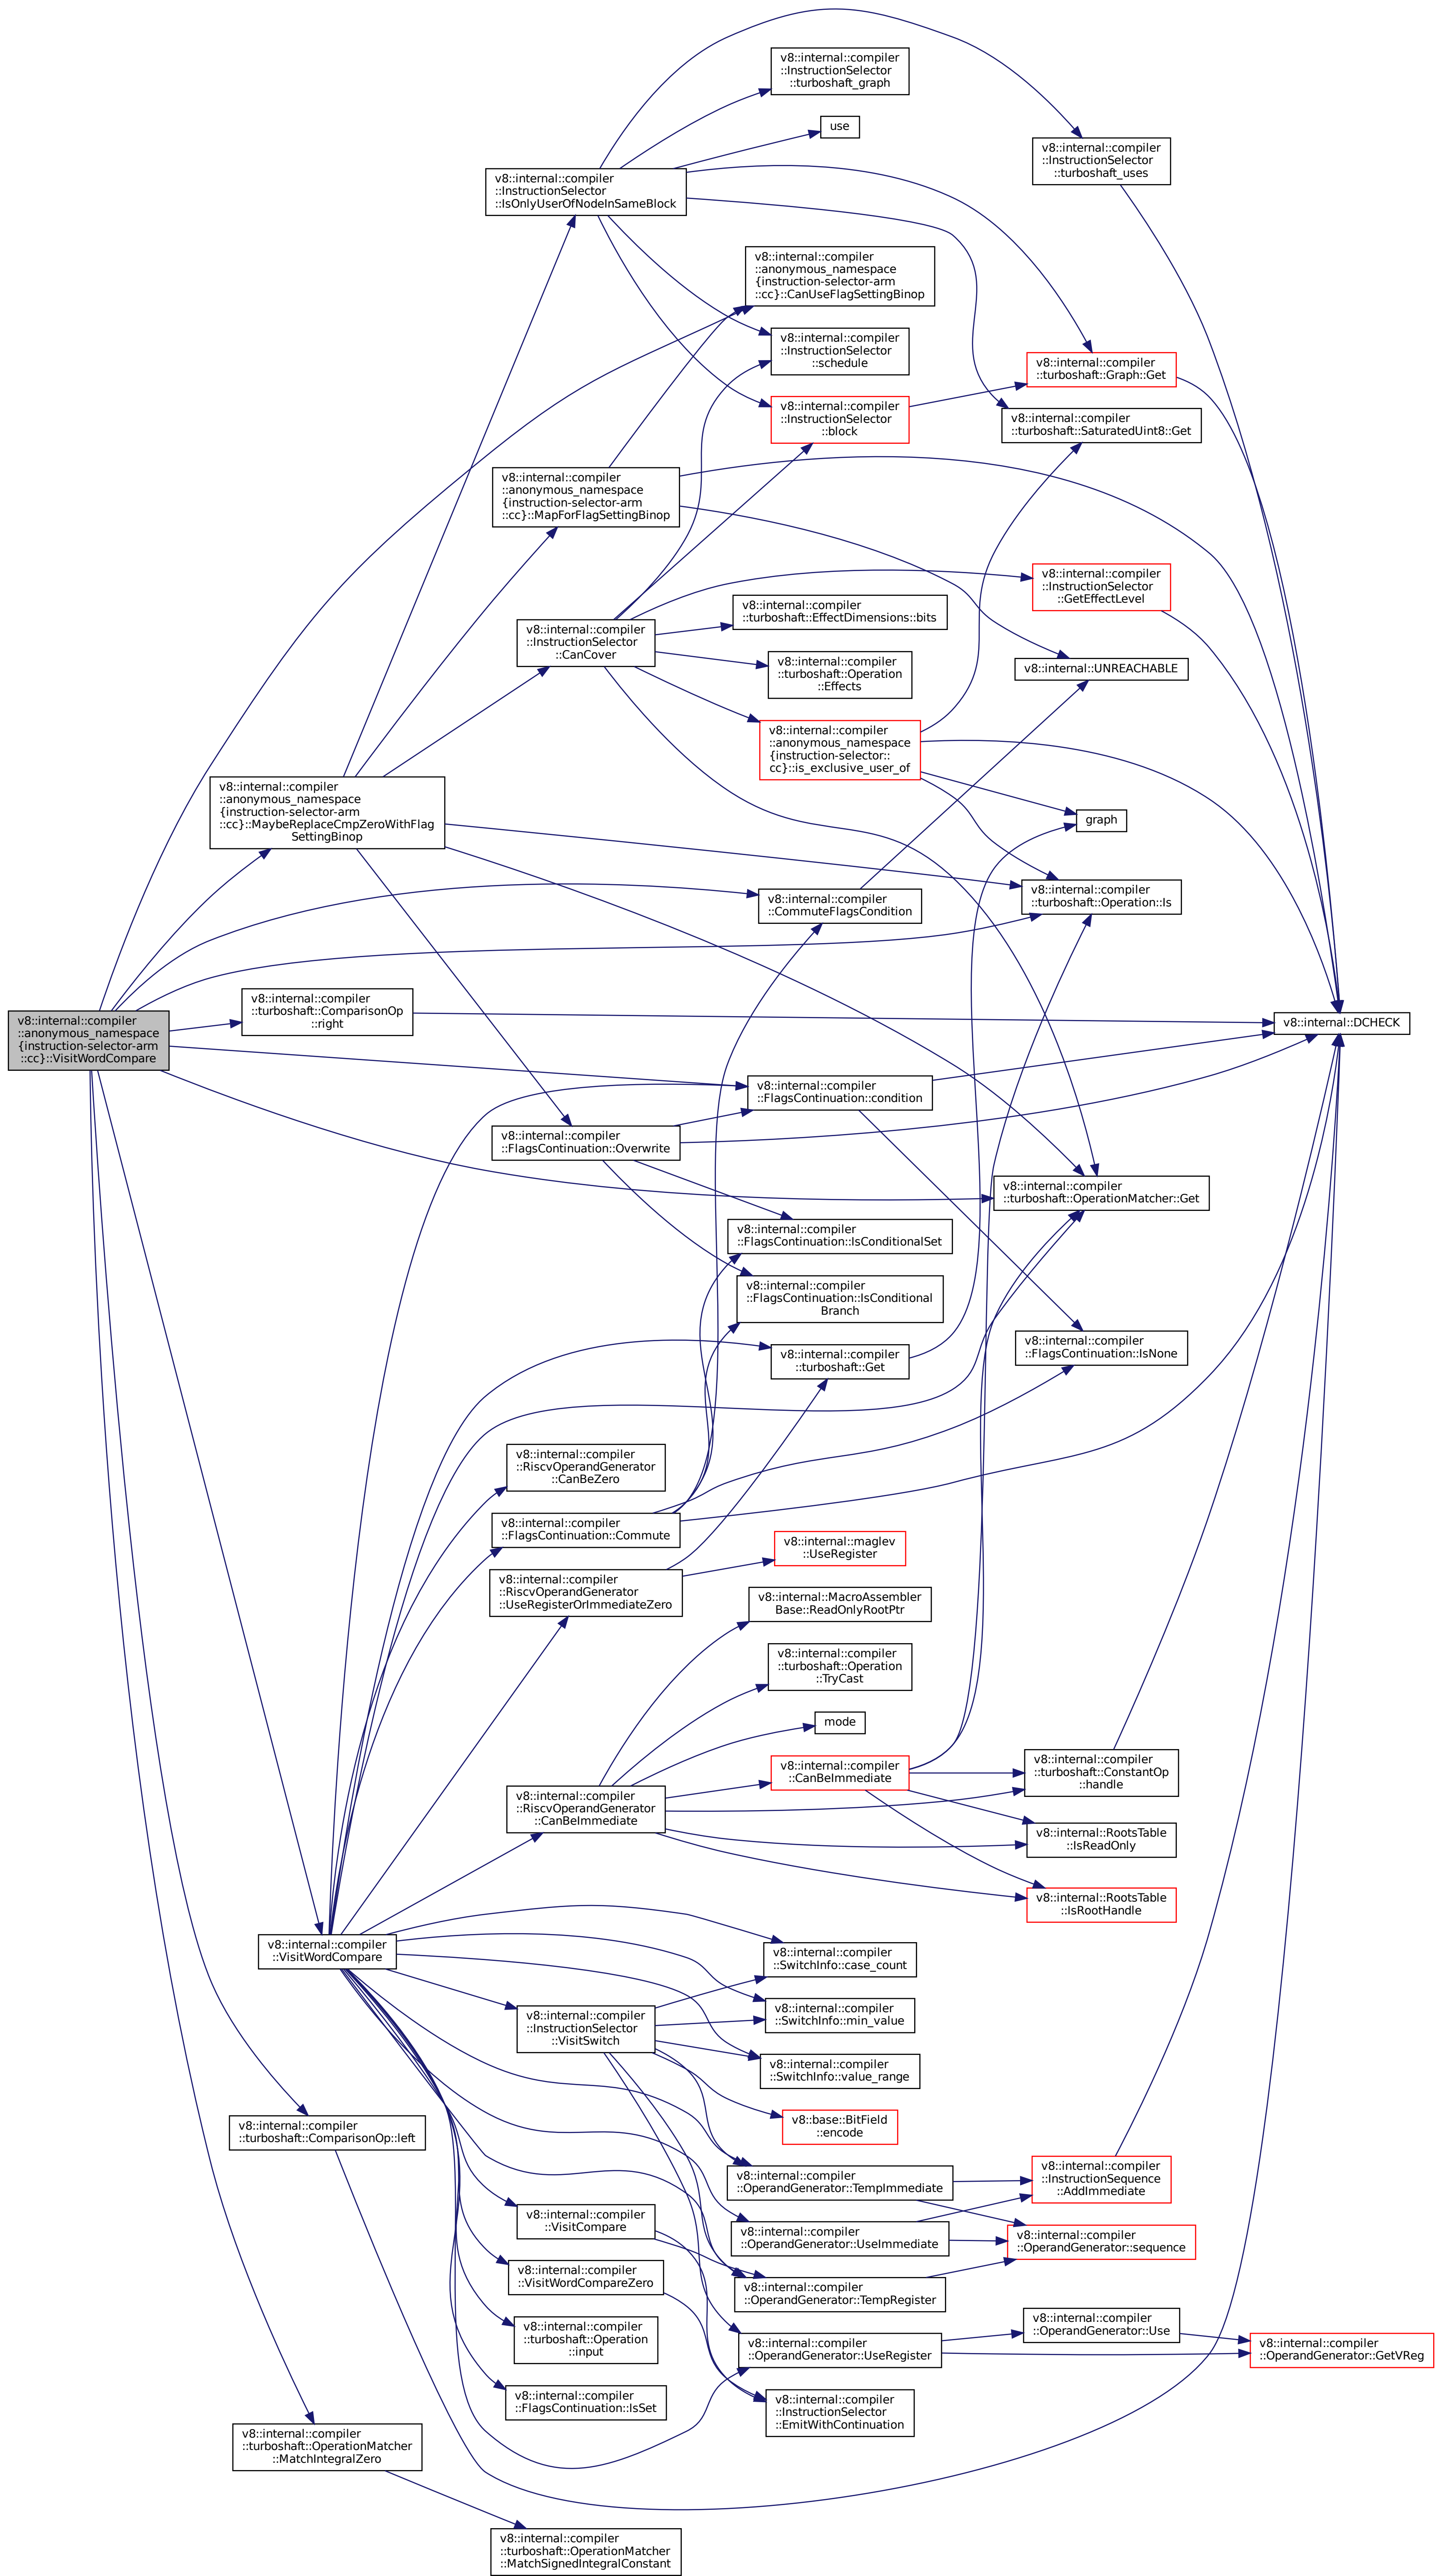 v8::internal::compiler
::InstructionSelector
::turboshaft_graph
use
v8::internal::compiler
::InstructionSelector
::turboshaft_uses
v8::internal::compiler
::InstructionSelector
::IsOnlyUserOfNodeInSameBlock
v8::internal::compiler
::anonymous_namespace
{instruction-selector-arm
::cc}::CanUseFlagSettingBinop
v8::internal::compiler
::InstructionSelector
::schedule
v8::internal::compiler
::turboshaft::Graph::Get
v8::internal::compiler
::InstructionSelector
::block
v8::internal::compiler
::turboshaft::SaturatedUint8::Get
v8::internal::compiler
::anonymous_namespace
{instruction-selector-arm
::cc}::MapForFlagSettingBinop
v8::internal::compiler
::InstructionSelector
::GetEffectLevel
v8::internal::compiler
::turboshaft::EffectDimensions::bits
v8::internal::compiler
::InstructionSelector
::CanCover
v8::internal::compiler
::turboshaft::Operation
::Effects
v8::internal::UNREACHABLE
v8::internal::compiler
::anonymous_namespace
{instruction-selector::
cc}::is_exclusive_user_of
v8::internal::compiler
::anonymous_namespace
{instruction-selector-arm
::cc}::MaybeReplaceCmpZeroWithFlag
SettingBinop
graph
v8::internal::compiler
::turboshaft::Operation::Is
v8::internal::compiler
::CommuteFlagsCondition
v8::internal::compiler
::turboshaft::ComparisonOp
::right
v8::internal::compiler
::anonymous_namespace
{instruction-selector-arm
::cc}::VisitWordCompare
v8::internal::DCHECK
v8::internal::compiler
::FlagsContinuation::condition
v8::internal::compiler
::FlagsContinuation::Overwrite
v8::internal::compiler
::turboshaft::OperationMatcher::Get
v8::internal::compiler
::FlagsContinuation::IsConditionalSet
v8::internal::compiler
::FlagsContinuation::IsConditional
Branch
v8::internal::compiler
::FlagsContinuation::IsNone
v8::internal::compiler
::turboshaft::Get
v8::internal::compiler
::RiscvOperandGenerator
::CanBeZero
v8::internal::compiler
::FlagsContinuation::Commute
v8::internal::maglev
::UseRegister
v8::internal::compiler
::RiscvOperandGenerator
::UseRegisterOrImmediateZero
v8::internal::MacroAssembler
Base::ReadOnlyRootPtr
v8::internal::compiler
::turboshaft::Operation
::TryCast
mode
v8::internal::compiler
::CanBeImmediate
v8::internal::compiler
::turboshaft::ConstantOp
::handle
v8::internal::compiler
::RiscvOperandGenerator
::CanBeImmediate
v8::internal::RootsTable
::IsReadOnly
v8::internal::RootsTable
::IsRootHandle
v8::internal::compiler
::VisitWordCompare
v8::internal::compiler
::SwitchInfo::case_count
v8::internal::compiler
::SwitchInfo::min_value
v8::internal::compiler
::InstructionSelector
::VisitSwitch
v8::internal::compiler
::SwitchInfo::value_range
v8::base::BitField
::encode
v8::internal::compiler
::turboshaft::ComparisonOp::left
v8::internal::compiler
::OperandGenerator::TempImmediate
v8::internal::compiler
::InstructionSequence
::AddImmediate
v8::internal::compiler
::VisitCompare
v8::internal::compiler
::OperandGenerator::UseImmediate
v8::internal::compiler
::OperandGenerator::sequence
v8::internal::compiler
::VisitWordCompareZero
v8::internal::compiler
::OperandGenerator::TempRegister
v8::internal::compiler
::OperandGenerator::Use
v8::internal::compiler
::turboshaft::Operation
::input
v8::internal::compiler
::OperandGenerator::UseRegister
v8::internal::compiler
::OperandGenerator::GetVReg
v8::internal::compiler
::FlagsContinuation::IsSet
v8::internal::compiler
::InstructionSelector
::EmitWithContinuation
v8::internal::compiler
::turboshaft::OperationMatcher
::MatchIntegralZero
v8::internal::compiler
::turboshaft::OperationMatcher
::MatchSignedIntegralConstant